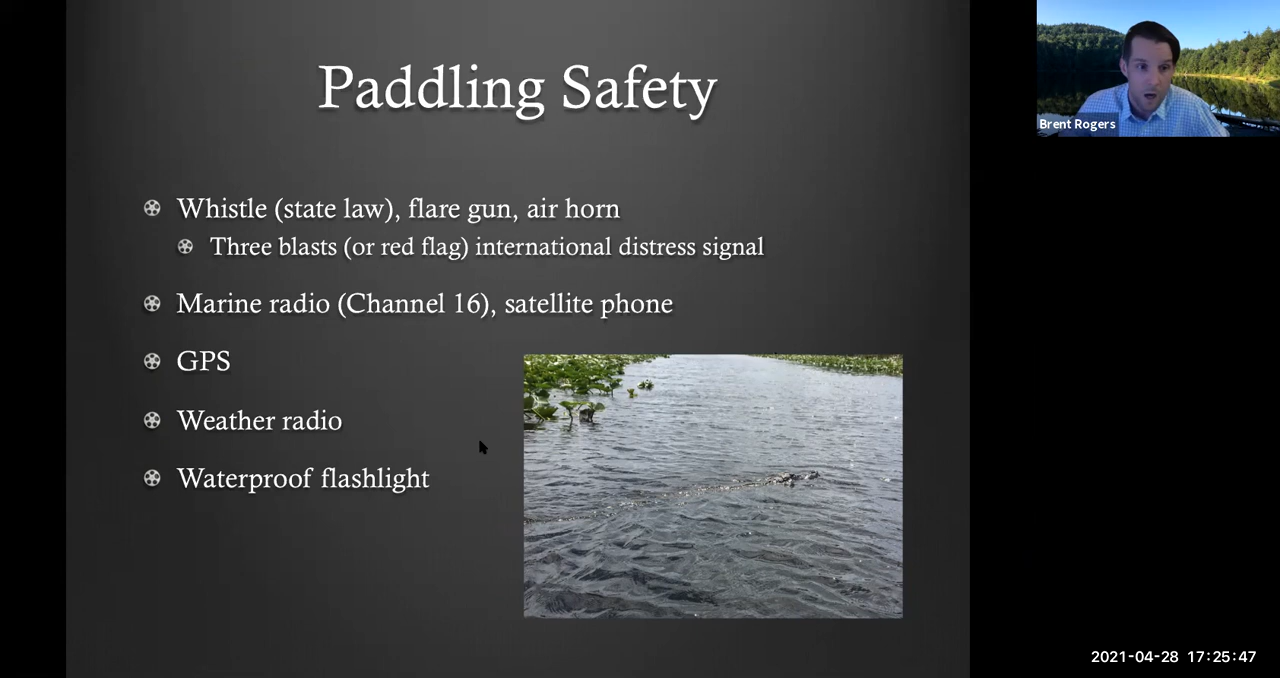 Paddling Safety
Whistle (state law), flare gun, air horn
Three blasts (or red flag) international distress signal
Marine radio (Channel 16), satellite phone
GPS
Weather radio
Waterproof flashlight
Brent Rogers
2021-04-28 17:25:47